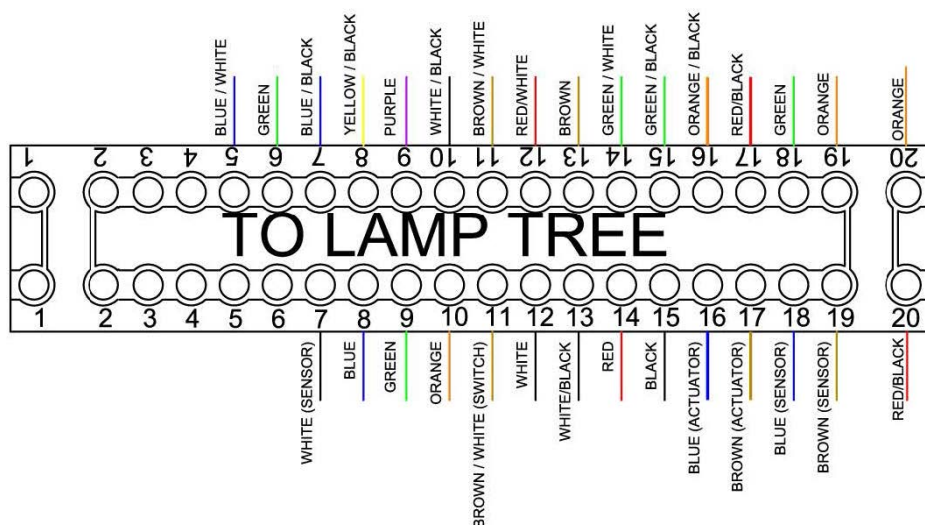 BLUE / WHITE
GREEN
BLUE / BLACK
YELLOW / BLACK
PURPLE
WHITE / BLACK
BROWN / WHITE
RED/WHITE
BROWN
GREEN / WHITE
GREEN / BLACK
ORANGE / BLACK
RED/BLACK
GREEN
ORANGE
ORANGE
1 2 3 4 5 6 7 8 9 10 11 12 13 14 15 16 17 18 19 20
TO LAMP TREE
1 2 3 4 5 6 7 8 9 10 11 12 13 14 15 16 17 18 19 20
WHITE (SENSOR)
BLUE
GREEN
ORANGE
BROWN / WHITE (SWITCH)
WHITE
WHITE/BLACK
RED
BLACK
BLUE (ACTUATOR)
BROWN (ACTUATOR)
BLUE (SENSOR)
BROWN (SENSOR)
RED/BLACK